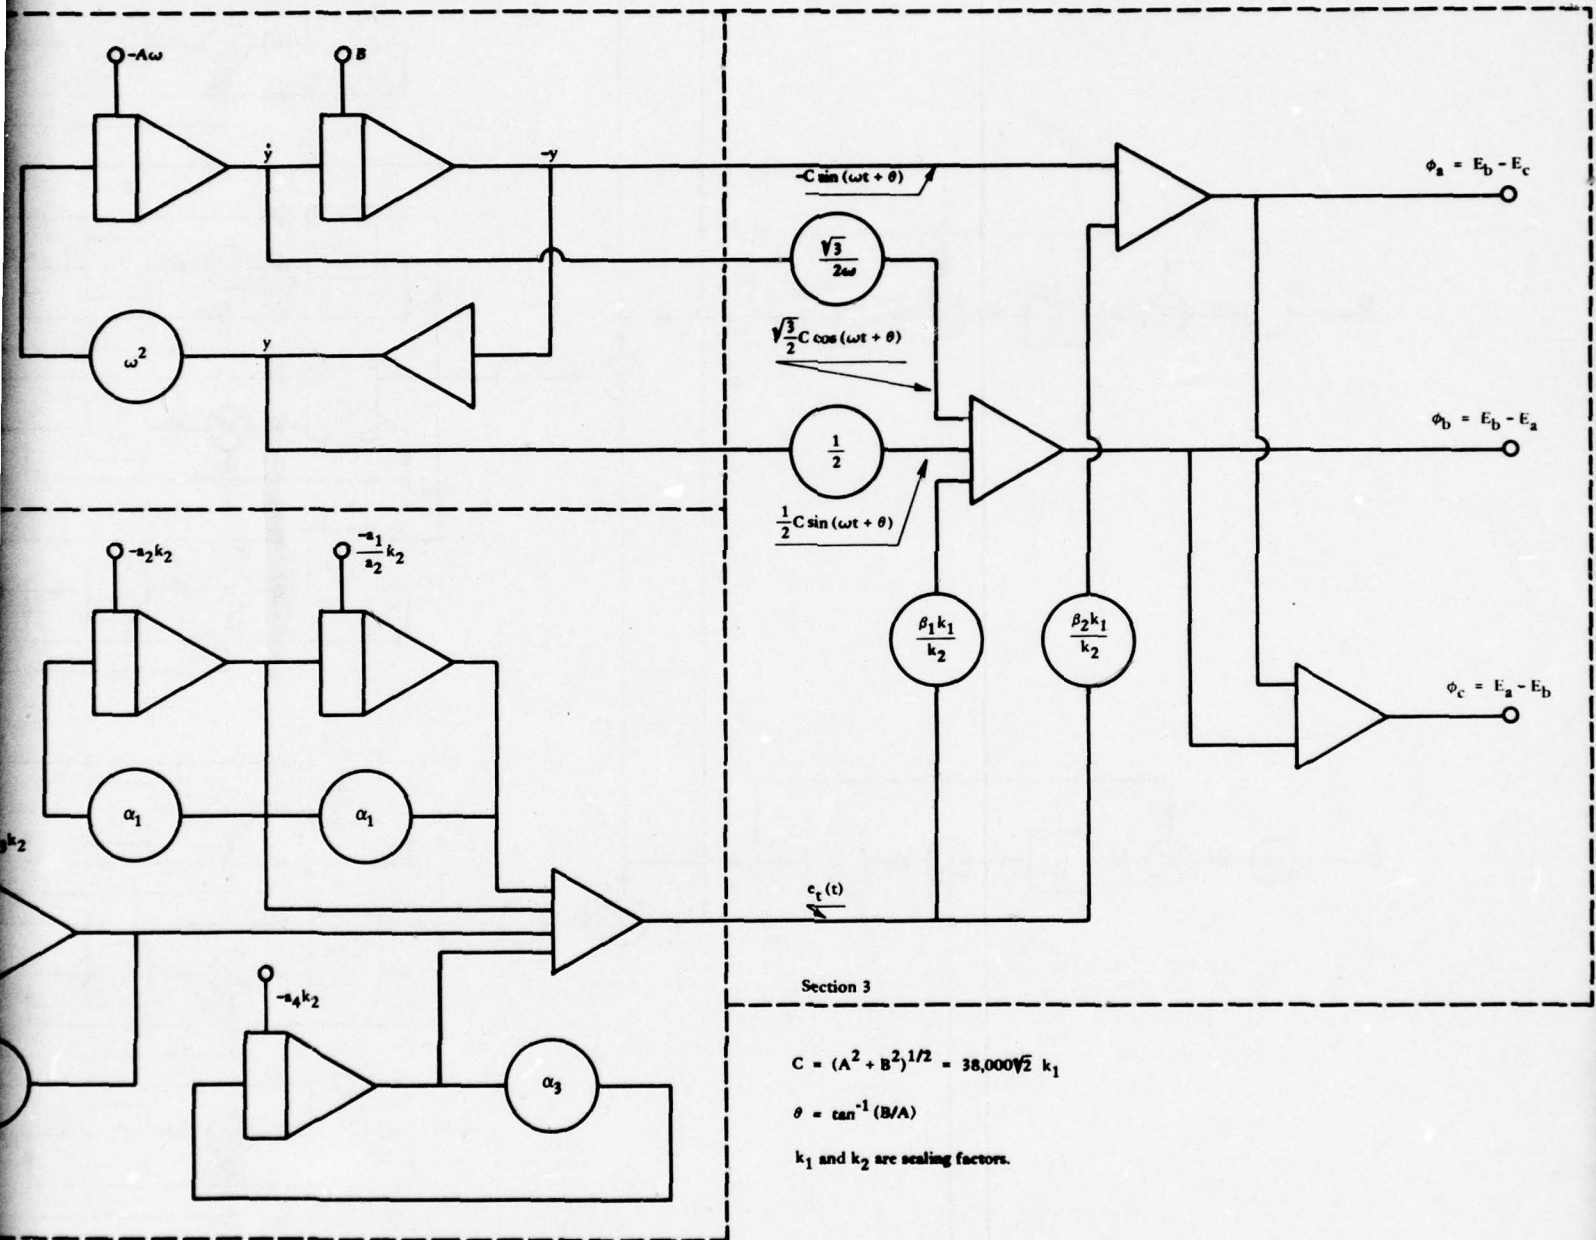 -Aω
B
ẏ
-y
-C sin (ωt + θ)
φa = Eb - Ec
√3/2ω
ω²
y
√3/2 C cos (ωt + θ)
1/2
φb = Eb - Ea
1/2 C sin (ωt + θ)
-a₂k₂
-a₁/a₂ k₂
β₁k₁/k₂
β₂k₁/k₂
φc = Ea - Eb
α₁
α₁
₃k₂
eₜ(t)
-a₄k₂
Section 3
α₃
C = (A² + B²)^1/2 = 38,000√2 k₁
θ = tan⁻¹ (B/A)
k₁ and k₂ are scaling factors.